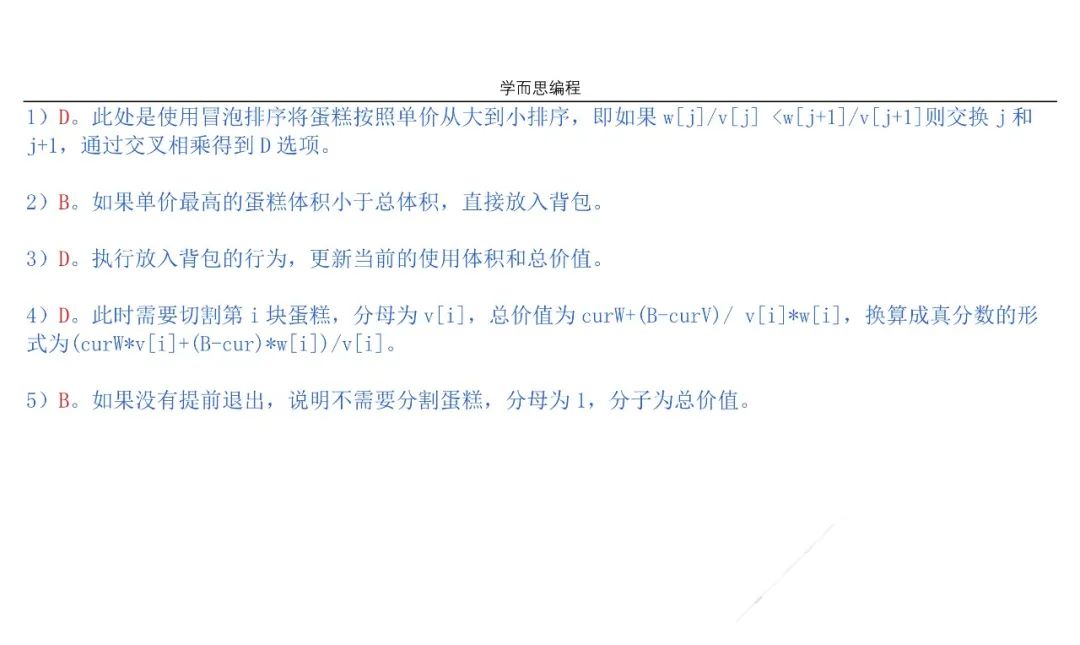 学而思编程
1）D。此处是使用冒泡排序将蛋糕按照单价从大到小排序，即如果 w[j]/v[j] <w[j+1]/v[j+1]则交换 j 和
j+1，通过交叉相乘得到 D 选项。
2）B。如果单价最高的蛋糕体积小于总体积，直接放入背包。
3）D。执行放入背包的行为，更新当前的使用体积和总价值。
4）D。此时需要切割第 i 块蛋糕，分母为 v[i]，总价值为 curW+(B-curV)/ v[i]*w[i]，换算成真分数的形
式为(curW*v[i]+(B-cur)*w[i])/v[i]。
5）B。如果没有提前退出，说明不需要分割蛋糕，分母为 1，分子为总价值。